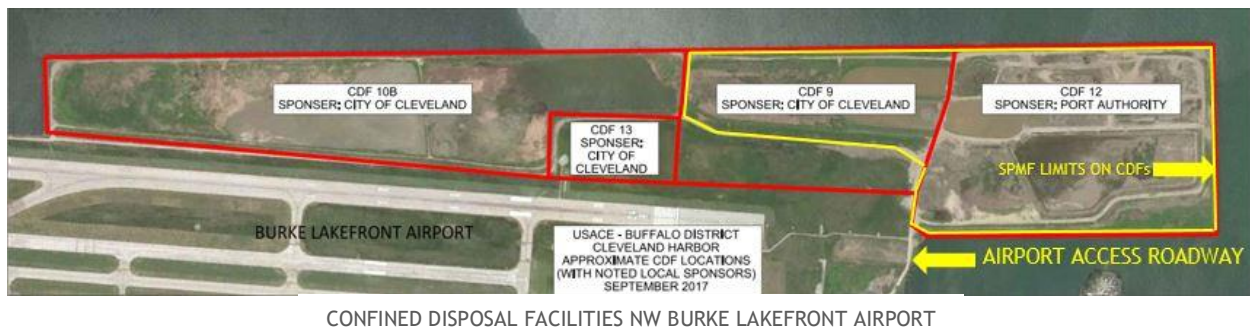 CDF 10B
SPONSER: CITY OF CLEVELAND
CDF 9
SPONSER: CITY OF CLEVELAND
CDF 12
SPONSER: PORT AUTHORITY
CDF 13
SPONSER:
CITY OF
CLEVELAND
SPMF LIMITS ON CDFs
BURKE LAKEFRONT AIRPORT
USACE - BUFFALO DISTRICT
CLEVELAND HARBOR
APPROXIMATE CDF LOCATIONS
(WITH NOTED LOCAL SPONSORS)
SEPTEMBER 2017
AIRPORT ACCESS ROADWAY
CONFINED DISPOSAL FACILITIES NW BURKE LAKEFRONT AIRPORT